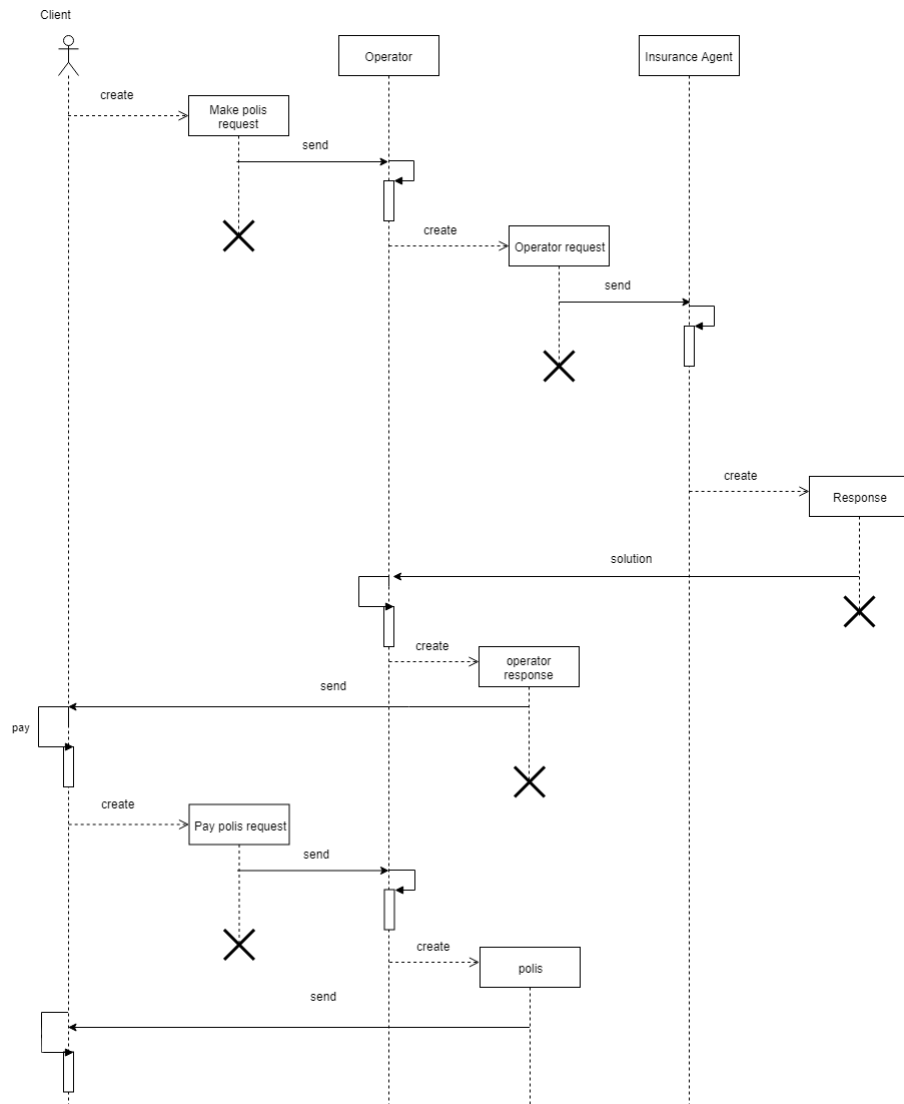 Client
Operator
Insurance Agent
create
Make polis
request
send
create
Operator request
send
create
Response
solution
create
operator
response
send
pay
create
Pay polis request
send
create
polis
send